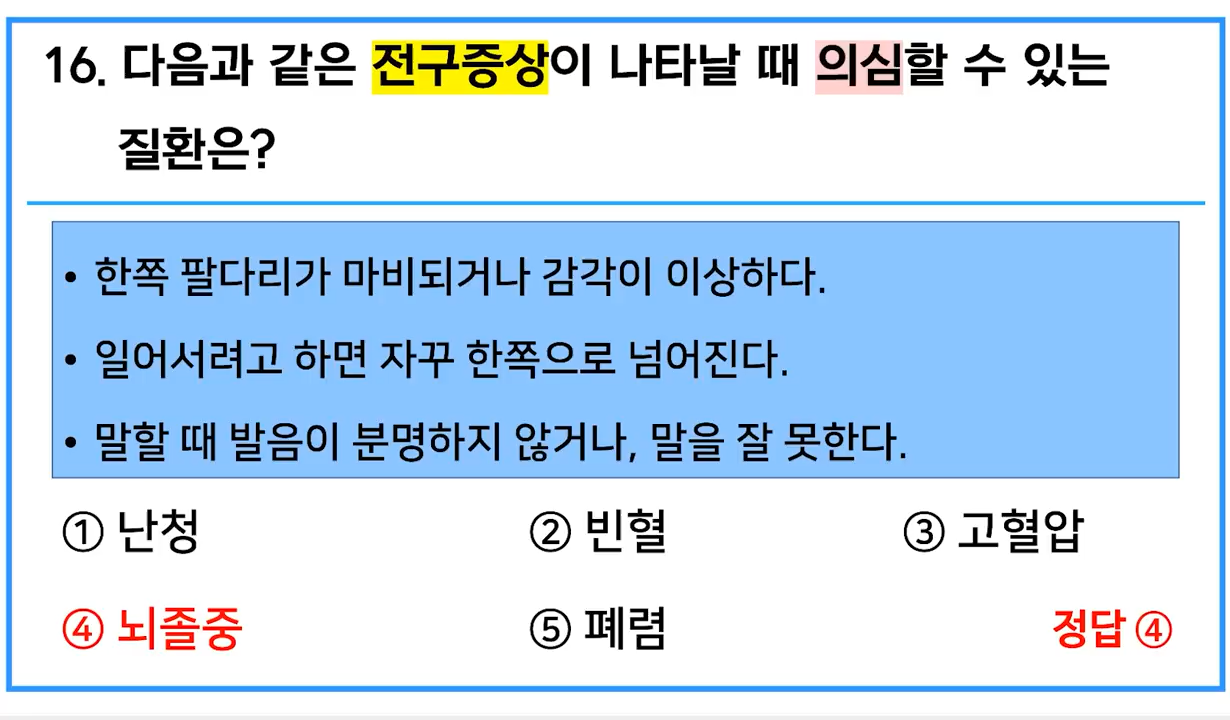 16. 다음과 같은 전구증상이 나타날 때 의심할 수 있는
질환은?
• 한쪽 팔다리가 마비되거나 감각이 이상하다.
• 일어서려고 하면 자꾸 한쪽으로 넘어진다.
• 말할 때 발음이 분명하지 않거나, 말을 잘 못한다.
① 난청 ② 빈혈 ③ 고혈압
④ 뇌졸중 ⑤ 폐렴 정답 ④